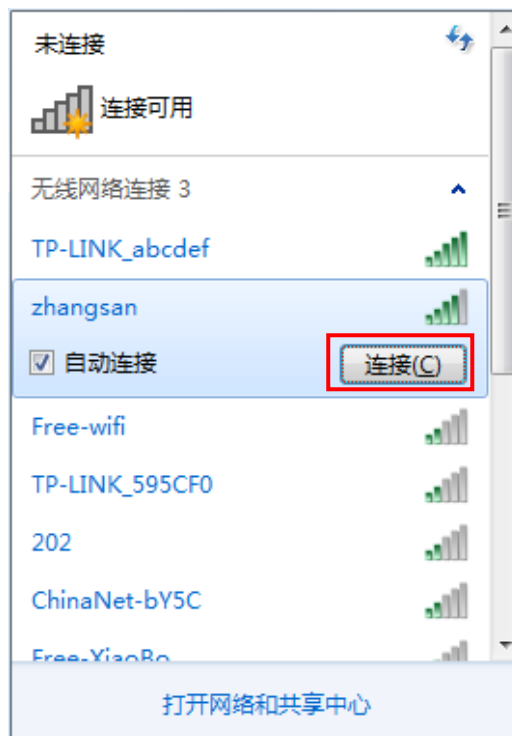 未连接
连接可用
无线网络连接 3
TP-LINK_abcdef
zhangsan
自动连接
连接(C)
Free-wifi
TP-LINK_595CF0
202
ChinaNet-bY5C
Free-XiaoBo
打开网络和共享中心